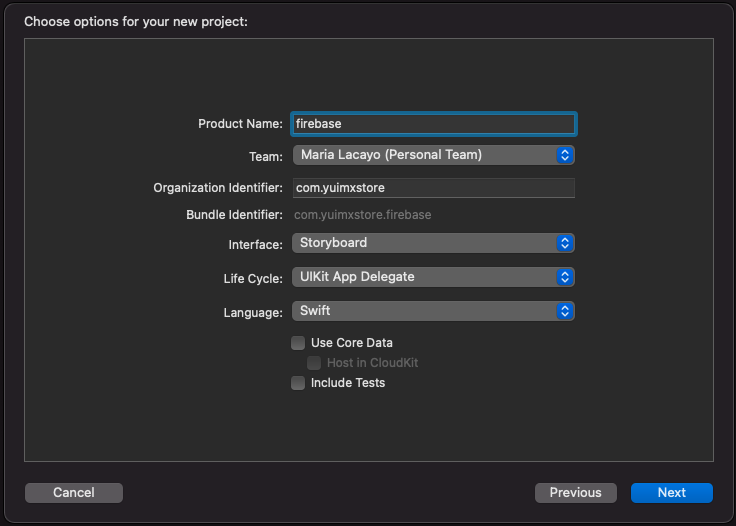 Choose options for your new project:
Product Name: firebase
Team: Maria Lacayo (Personal Team)
Organization Identifier: com.yuimxstore
Bundle Identifier: com.yuimxstore.firebase
Interface: Storyboard
Life Cycle: UIKit App Delegate
Language: Swift
Use Core Data
Host in CloudKit
Include Tests
Cancel Previous Next